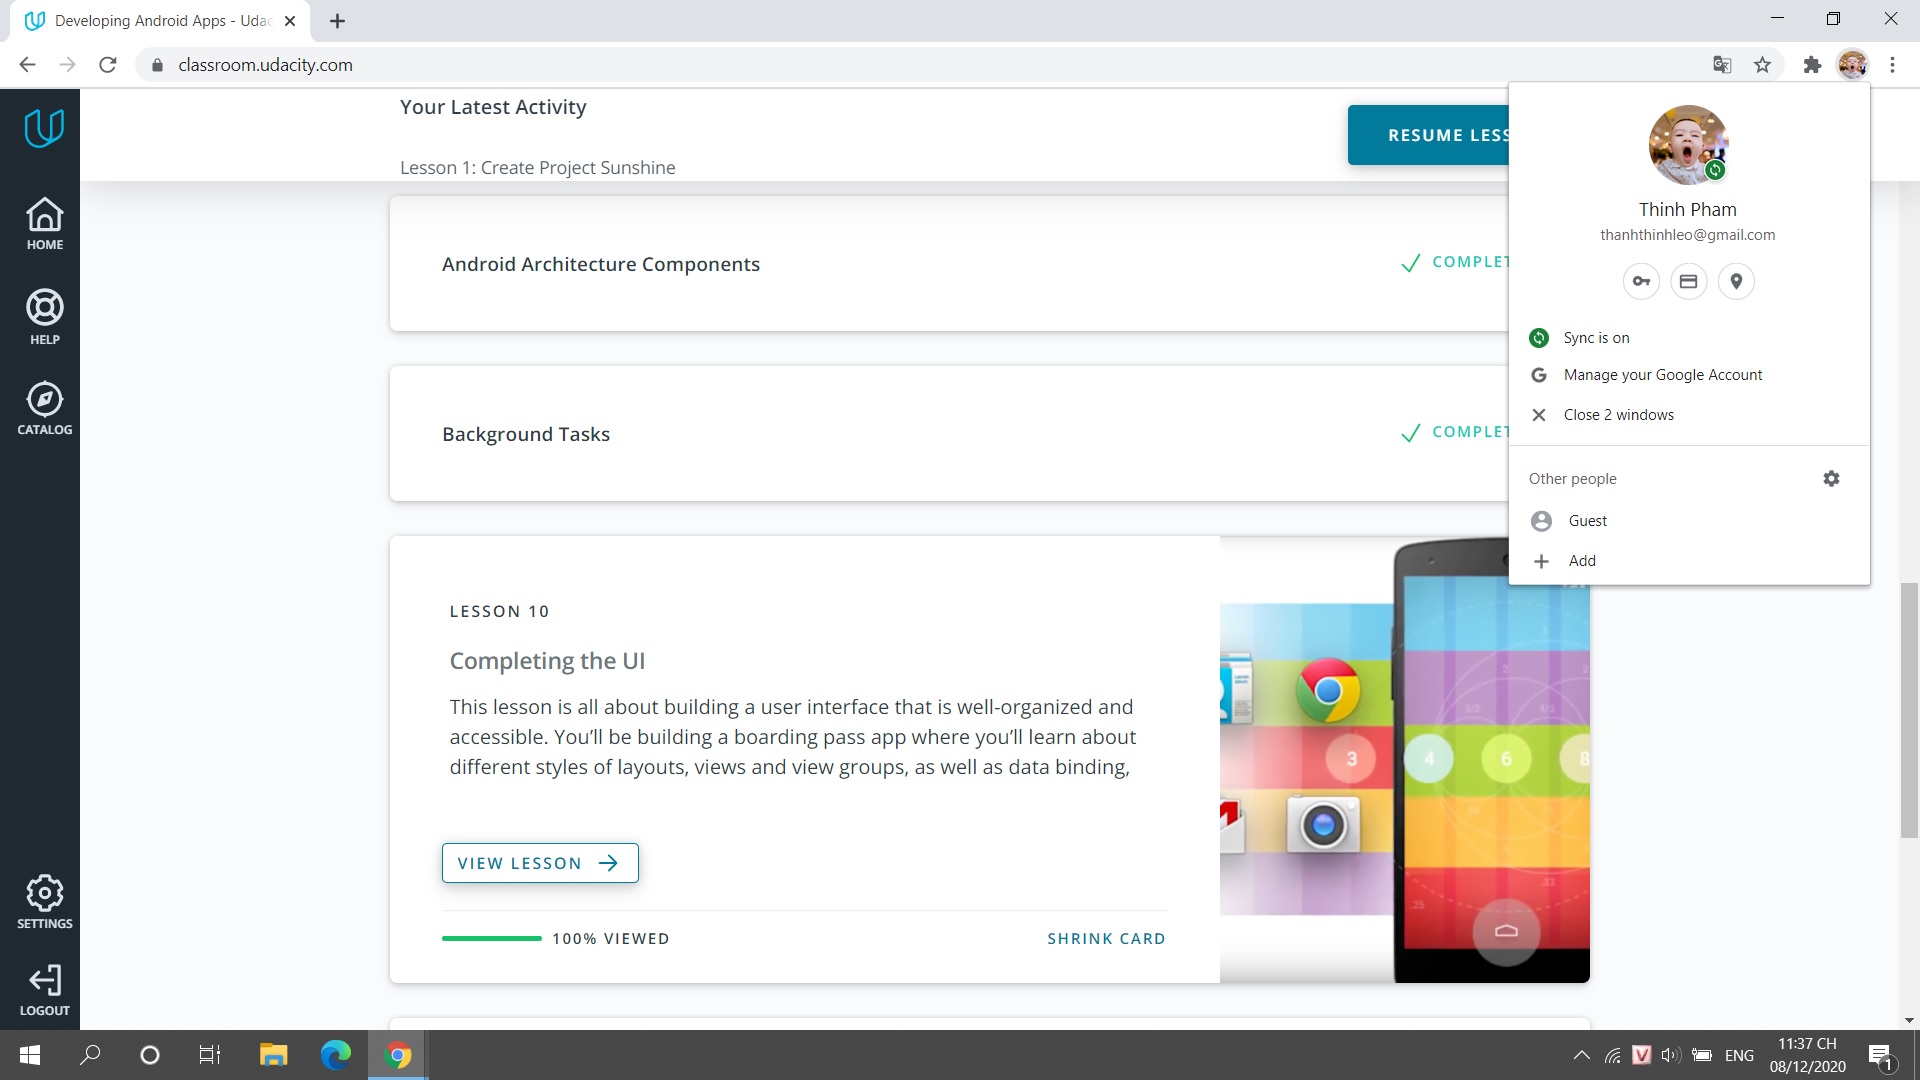 Developing Android Apps - Udac
classroom.udacity.com
HOME
HELP
CATALOG
SETTINGS
LOGOUT
Your Latest Activity
Lesson 1: Create Project Sunshine
RESUME LESS
Android Architecture Components
COMPLET
Background Tasks
COMPLET
LESSON 10
Completing the UI
This lesson is all about building a user interface that is well-organized and
accessible. You’ll be building a boarding pass app where you’ll learn about
different styles of layouts, views and view groups, as well as data binding,
VIEW LESSON
100% VIEWED
SHRINK CARD
3
4
6
8
Thinh Pham
thanhthinhleo@gmail.com
Sync is on
Manage your Google Account
Close 2 windows
Other people
Guest
Add
ENG
11:37 CH
08/12/2020
1